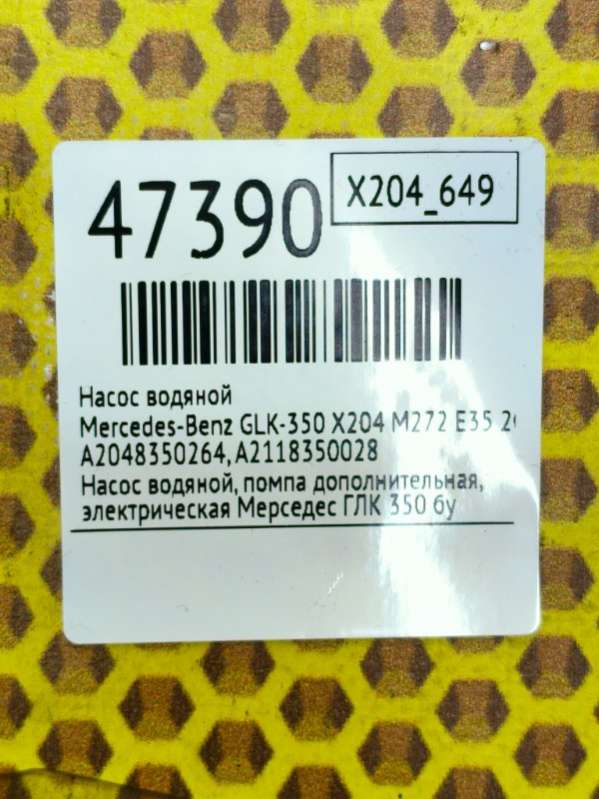 47390
X204_649
Насос водяной
Mercedes-Benz GLK-350 X204 M272 E35
A2048350264, A2118350028
Насос водяной, помпа дополнительная,
электрическая Мерседес ГЛК 350 бу